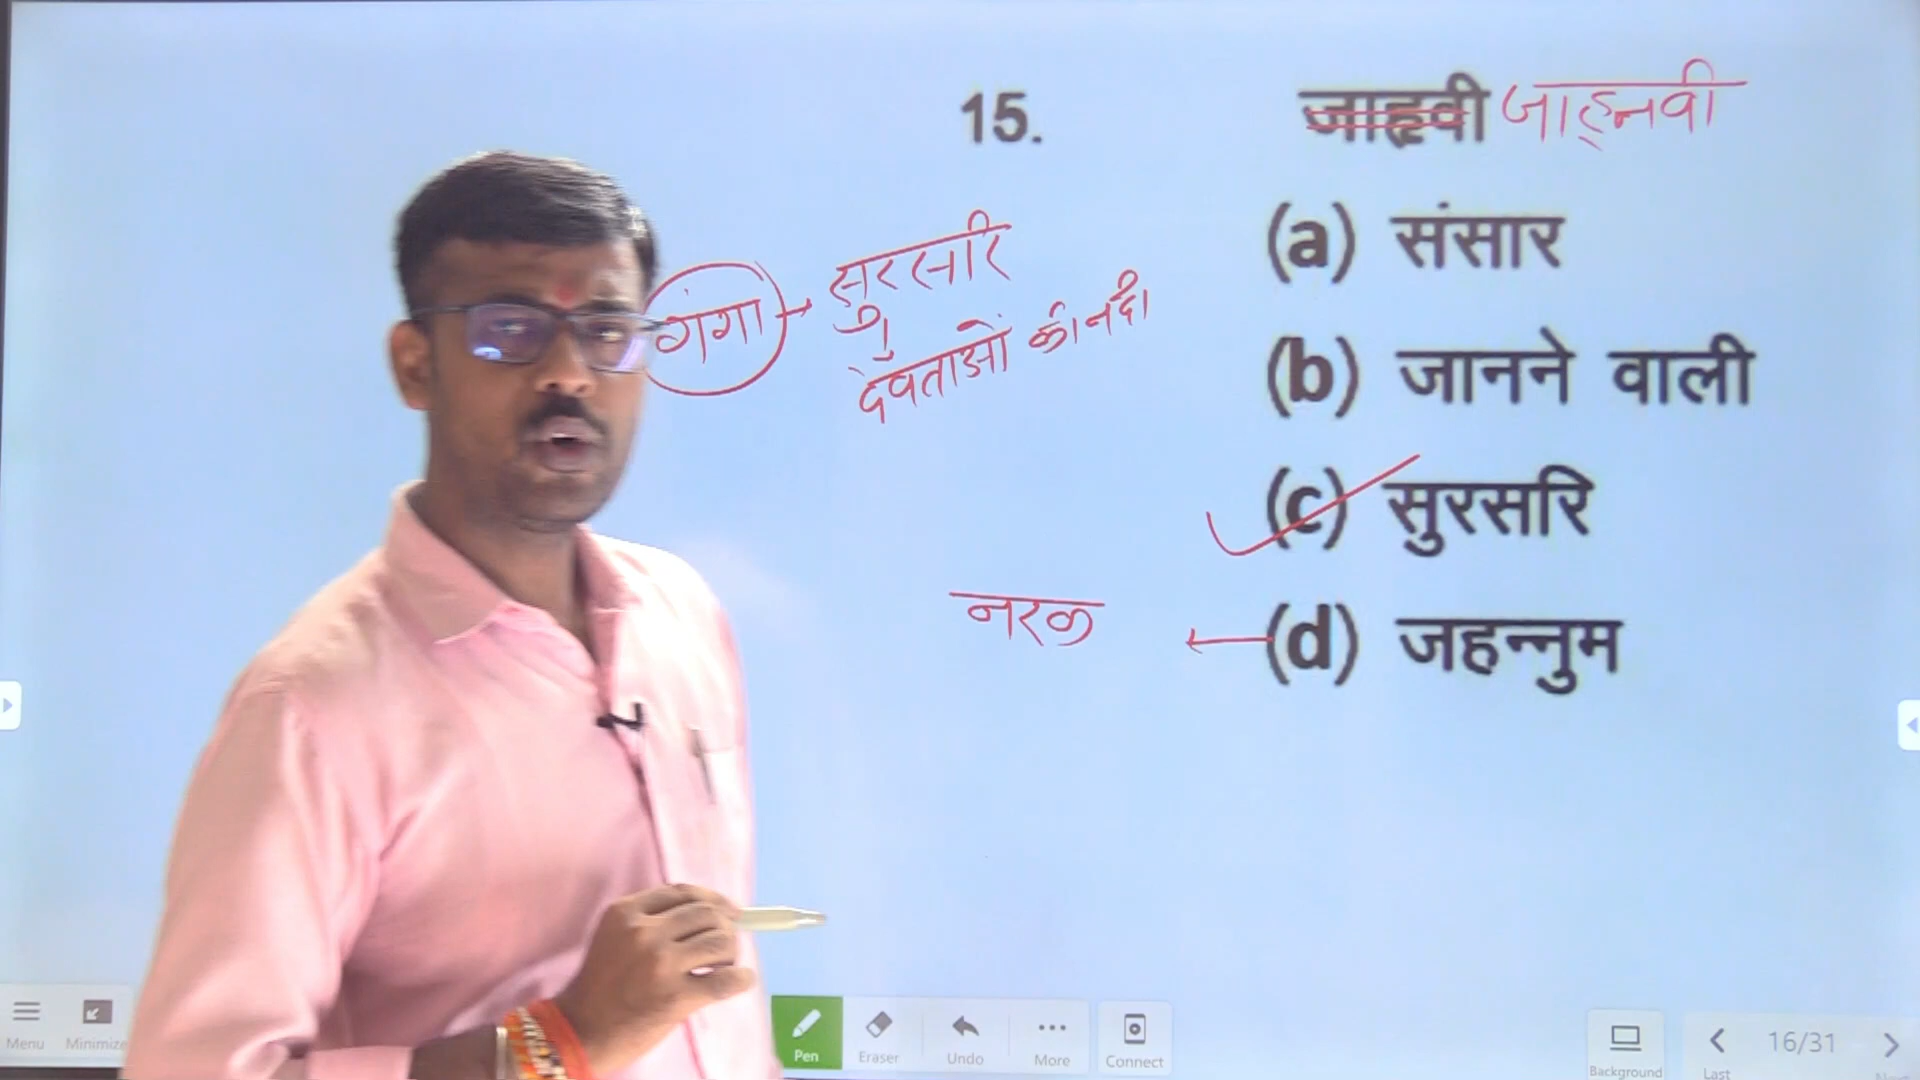 15. जाहृवी जाह्नवी
(a) संसार
(b) जानने वाली
(c) सुरसरि
(d) जहन्नुम
गंगा → सुरसरि
देवताओं की नदी
नरक
Menu Minimize Pen Eraser Undo More Connect Background Last 16/31